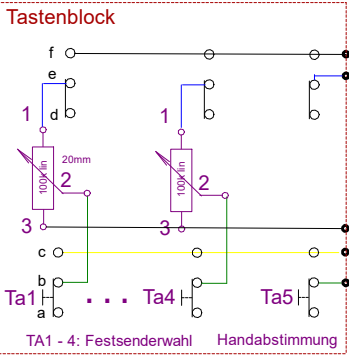 Tastenblock
f
e
d
1
1
100k lin
20mm
2
100k lin
2
3
3
c
b
Ta1
. . .
Ta4
Ta5
a
TA1 - 4: Festsenderwahl
Handabstimmung